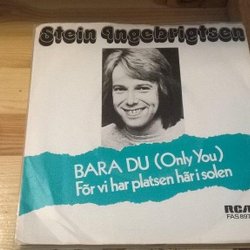 Stein Ingebrigtsen
BARA DU (Only You)
För vi har platsen här i solen
RCA